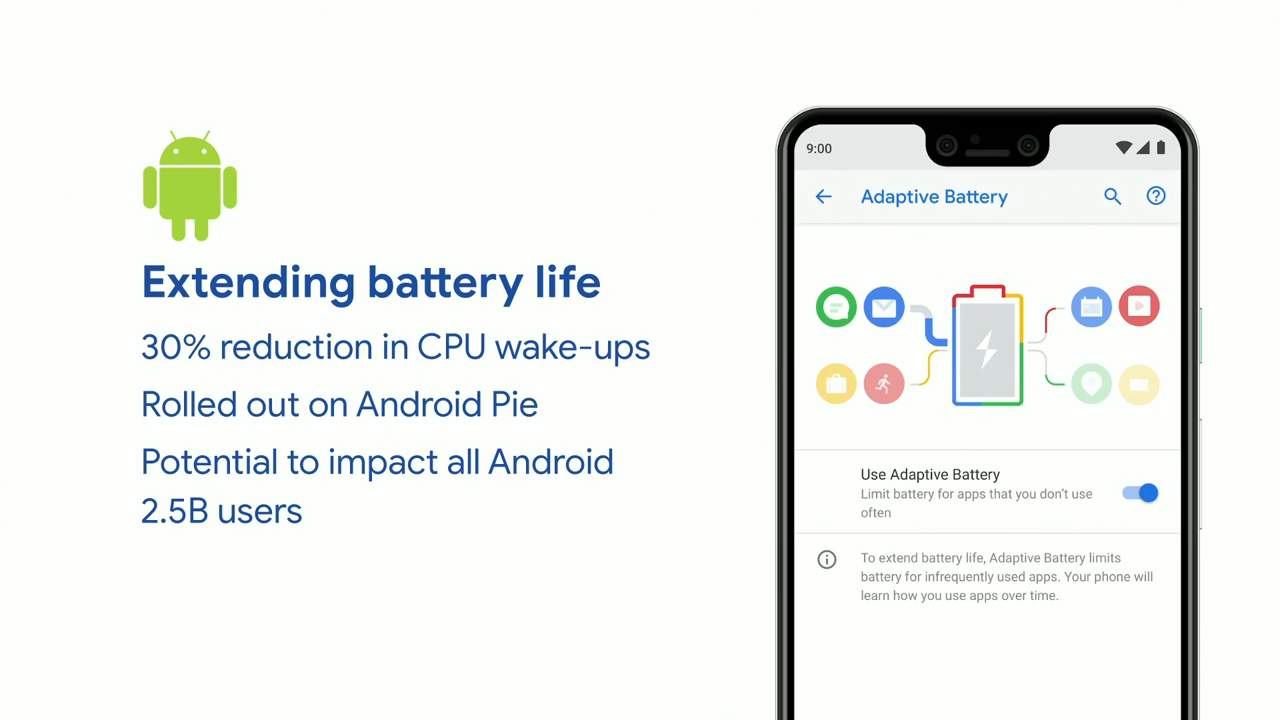 Extending battery life
30% reduction in CPU wake-ups
Rolled out on Android Pie
Potential to impact all Android
2.5B users
9:00
Adaptive Battery
Use Adaptive Battery
Limit battery for apps that you don't use
often
To extend battery life, Adaptive Battery limits
battery for infrequently used apps. Your phone will
learn how you use apps over time.